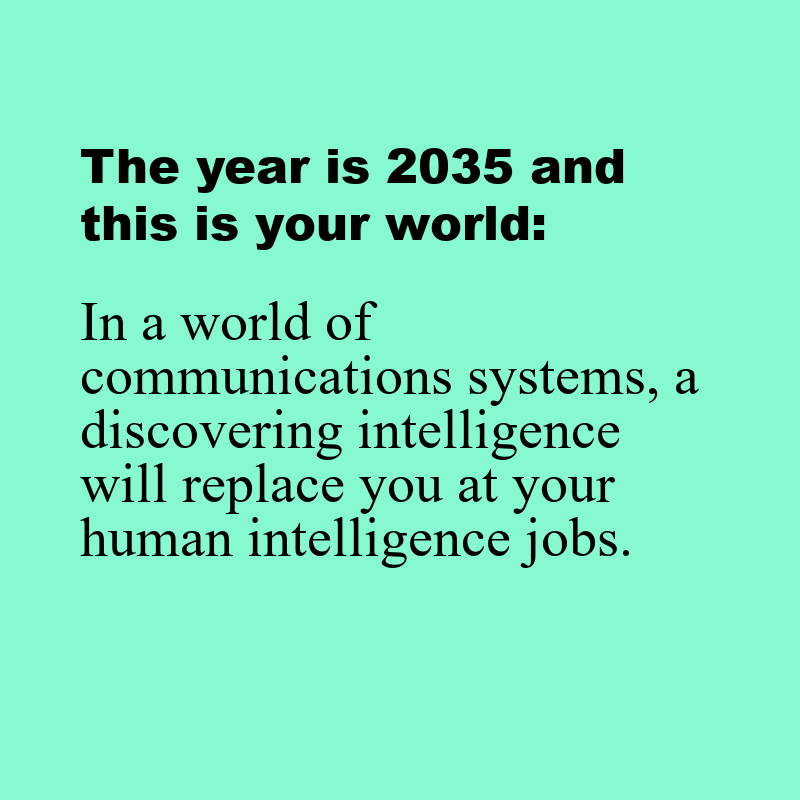 The year is 2035 and
this is your world:
In a world of
communications systems, a
discovering intelligence
will replace you at your
human intelligence jobs.